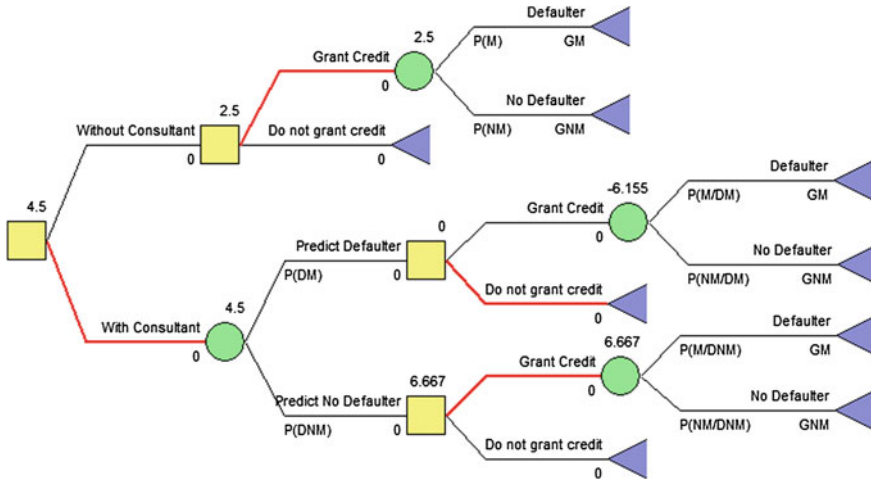 Defaulter
2.5
P(M) GM
Grant Credit
0
No Defaulter
2.5
P(NM) GNM
Without Consultant
Do not grant credit
0
0
Defaulter
-6.155
P(M/DM) GM
4.5
0
Grant Credit
0
Predict Defaulter
No Defaulter
P(DM)
0
P(NM/DM) GNM
Do not grant credit
4.5
0
With Consultant
Defaulter
0
6.667
P(M/DNM) GM
Grant Credit
6.667
0
Predict No Defaulter
No Defaulter
P(DNM)
0
P(NM/DNM) GNM
Do not grant credit
0